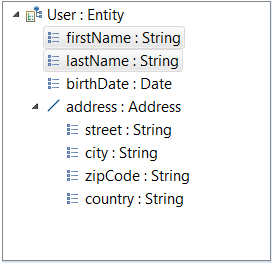 User : Entity
firstName : String
lastName : String
birthDate : Date
address : Address
street : String
city : String
zipCode : String
country : String